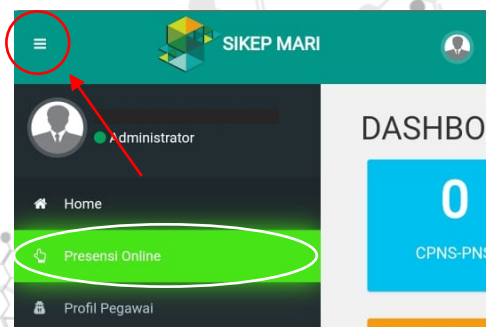 SIKEP MARI
Administrator
DASHBO
Home
0
Presensi Online
CPNS-PNS
Profil Pegawai